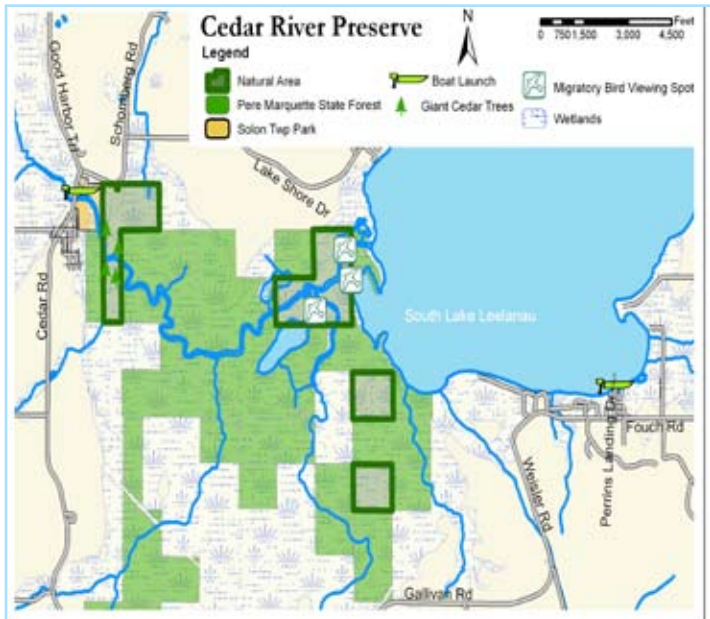 Cedar River Preserve
N
Feet
0 750 1,500 3,000 4,500
Legend
Natural Area
Pere Marquette State Forest
Solon Twp Park
Boat Launch
Giant Cedar Trees
Migratory Bird Viewing Spot
Wetlands
Good Harbor Trl
Schomberg Rd
Lake Shore Dr
Cedar Rd
South Lake Leelanau
Fouch Rd
Perrins Landing Dr
Weisler Rd
Gallivan Rd